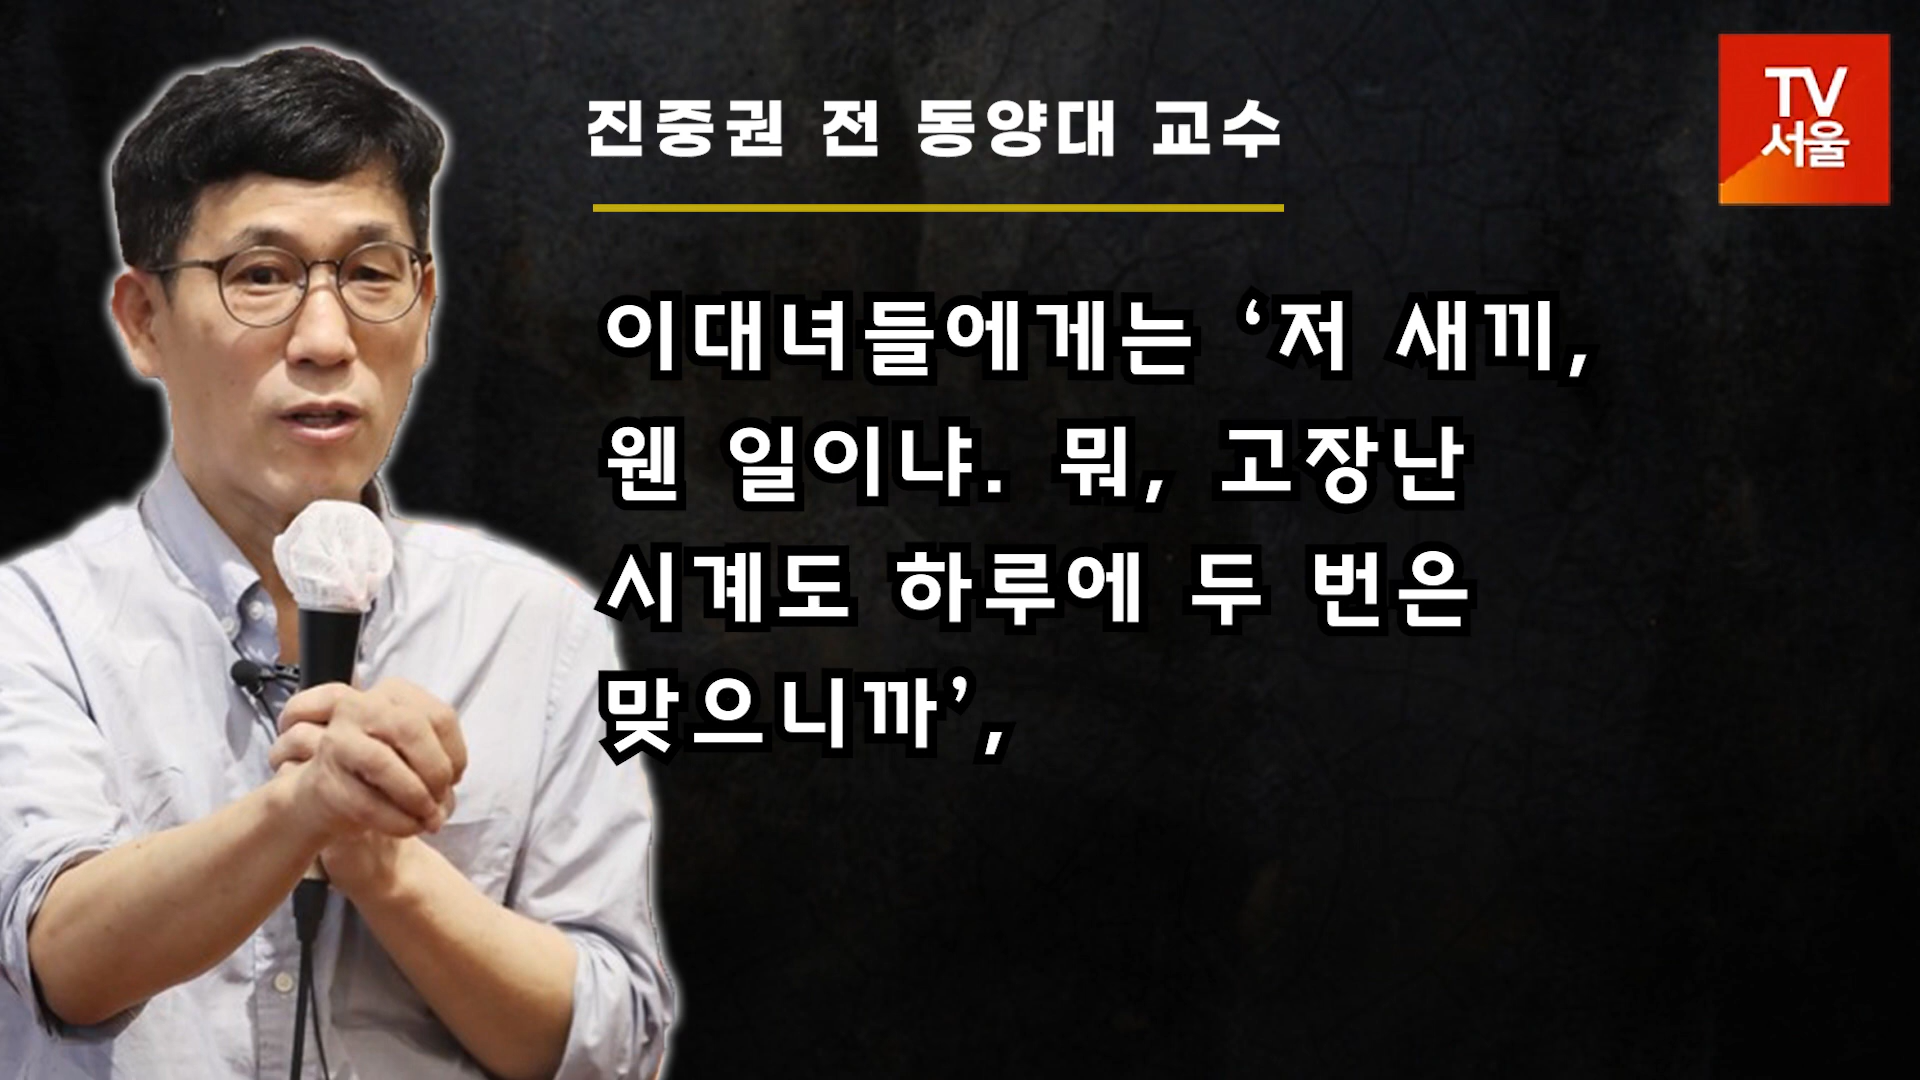 진중권 전 동양대 교수
TV
서울
이대녀들에게는 ‘저 새끼,
웬 일이냐. 뭐, 고장난
시계도 하루에 두 번은
맞으니까’,